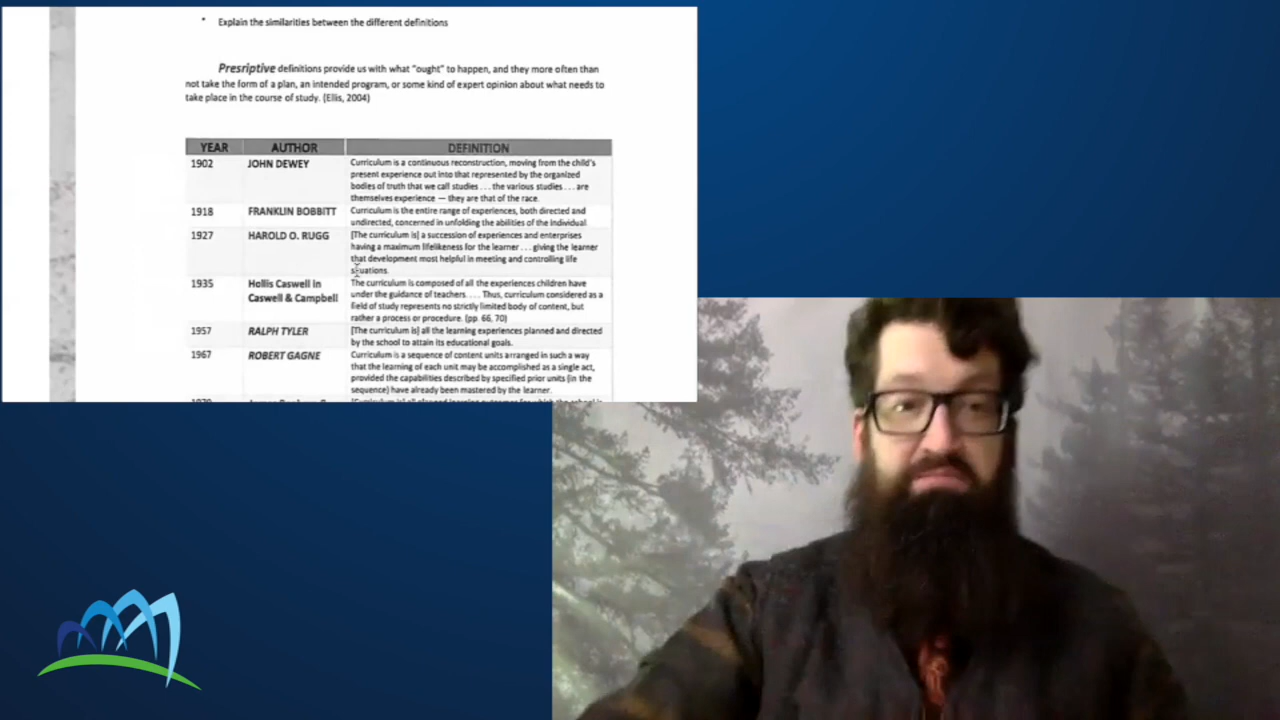 * Explain the similarities between the different definitions
Presriptive definitions provide us with what “ought” to happen, and they more often than
not take the form of a plan, an intended program, or some kind of expert opinion about what needs to
take place in the course of study. (Ellis, 2004)
YEAR AUTHOR DEFINITION
1902 JOHN DEWEY Curriculum is a continuous reconstruction, moving from the child's
present experience out into that represented by the organized
bodies of truth that we call studies . . . the various studies . . . are
themselves experience — they are that of the race.
1918 FRANKLIN BOBBITT Curriculum is the entire range of experiences, both directed and
undirected, concerned in unfolding the abilities of the individual
1927 HAROLD O. RUGG [The curriculum is] a succession of experiences and enterprises
having a maximum lifelikeness for the learner . . . giving the learner
that development most helpful in meeting and controlling life
situations.
1935 Hollis Caswell in The curriculum is composed of all the experiences children have
Caswell & Campbell under the guidance of teachers. . . . Thus, curriculum considered as a
field of study represents no strictly limited body of content, but
rather a process or procedure. (pp. 66, 70)
1957 RALPH TYLER [The curriculum is] all the learning experiences planned and directed
by the school to attain its educational goals.
1967 ROBERT GAGNE Curriculum is a sequence of content units arranged in such a way
that the learning of each unit may be accomplished as a single act,
provided the capabilities described by specified prior units (in the
sequence) have already been mastered by the learner.